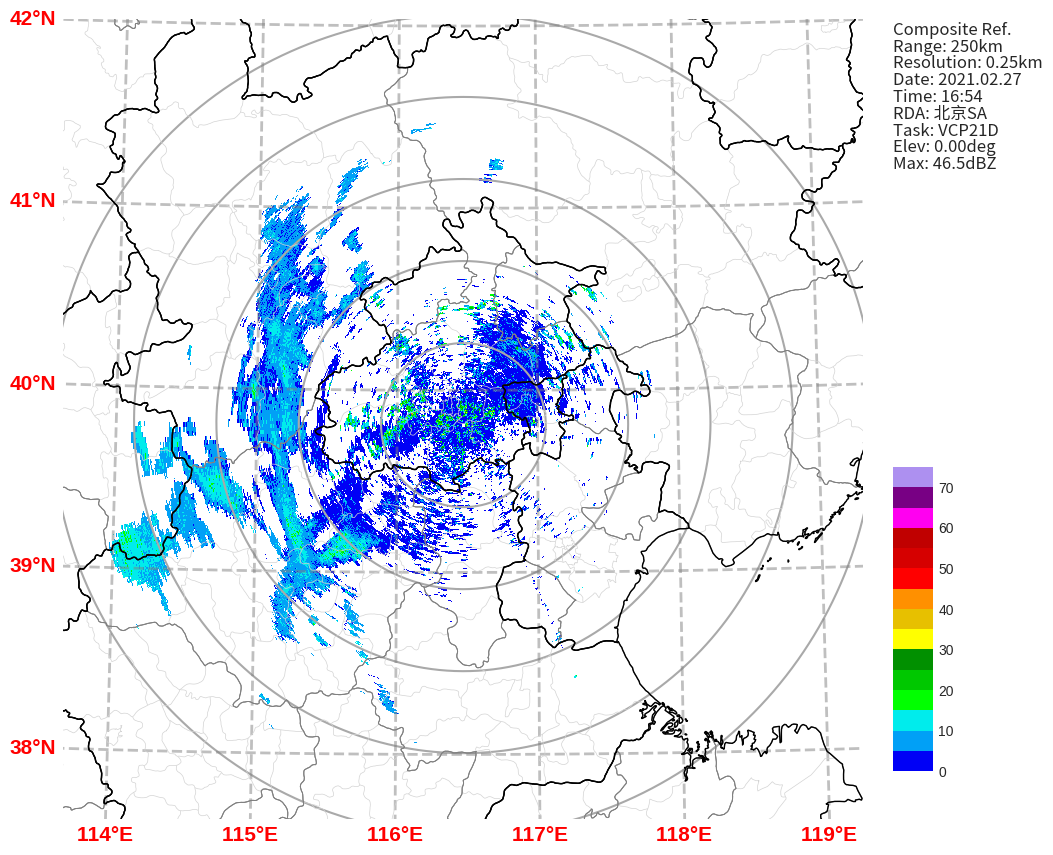 42°N
41°N
40°N
39°N
38°N
114°E 115°E 116°E 117°E 118°E 119°E
Composite Ref.
Range: 250km
Resolution: 0.25km
Date: 2021.02.27
Time: 16:54
RDA: 北京SA
Task: VCP21D
Elev: 0.00deg
Max: 46.5dBZ
70
60
50
40
30
20
10
0